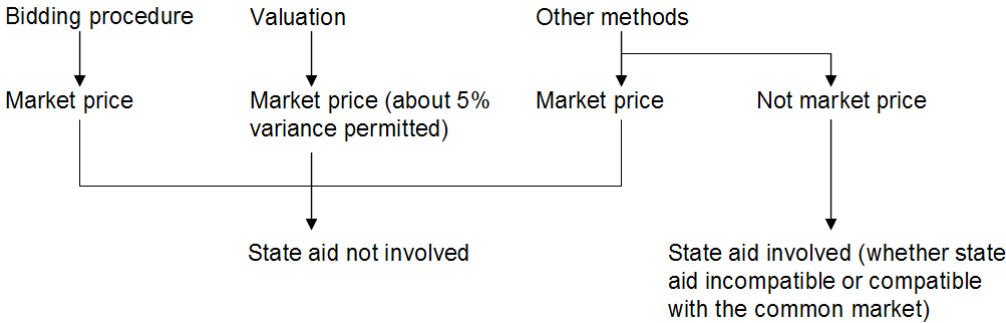 Bidding procedure
Valuation
Other methods
Market price
Market price (about 5%
variance permitted)
Market price
Not market price
State aid not involved
State aid involved (whether state
aid incompatible or compatible
with the common market)